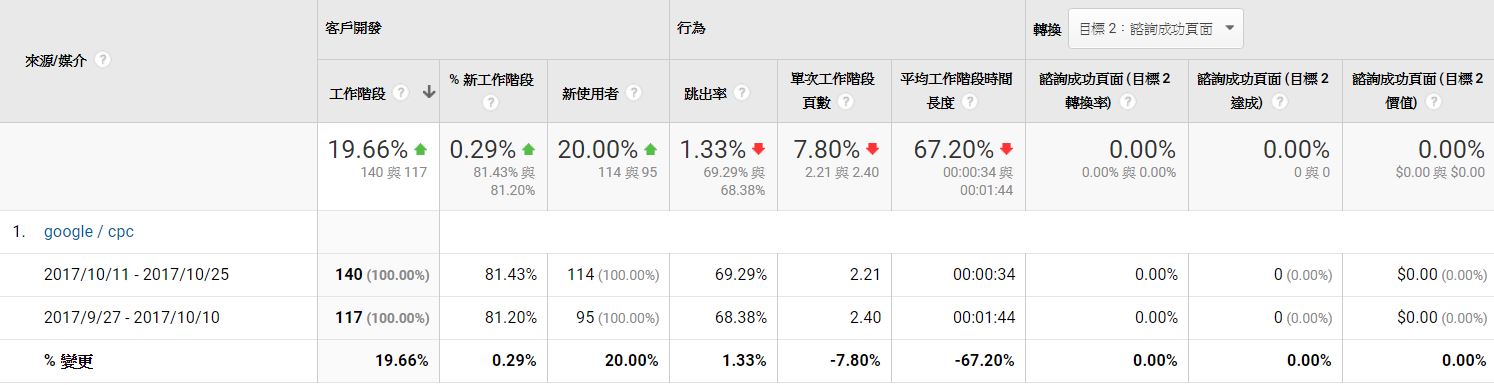 來源/媒介 ?
客戶開發
行為
轉換 目標 2：諮詢成功頁面
工作階段 ?
% 新工作階段
?
新使用者 ?
跳出率 ?
單次工作階段
頁數 ?
平均工作階段時間
長度 ?
諮詢成功頁面 (目標 2
轉換率) ?
諮詢成功頁面 (目標 2
達成) ?
諮詢成功頁面 (目標 2
價值) ?
19.66%
140 與 117
0.29%
81.43% 與
81.20%
20.00%
114 與 95
1.33%
69.29% 與
68.38%
7.80%
2.21 與 2.40
67.20%
00:00:34 與
00:01:44
0.00%
0.00% 與 0.00%
0.00%
0 與 0
0.00%
$0.00 與 $0.00
1. google / cpc
2017/10/11 - 2017/10/25 140 (100.00%) 81.43% 114 (100.00%) 69.29% 2.21 00:00:34 0.00% 0 (0.00%) $0.00 (0.00%)
2017/9/27 - 2017/10/10 117 (100.00%) 81.20% 95 (100.00%) 68.38% 2.40 00:01:44 0.00% 0 (0.00%) $0.00 (0.00%)
% 變更 19.66% 0.29% 20.00% 1.33% -7.80% -67.20% 0.00% 0.00% 0.00%